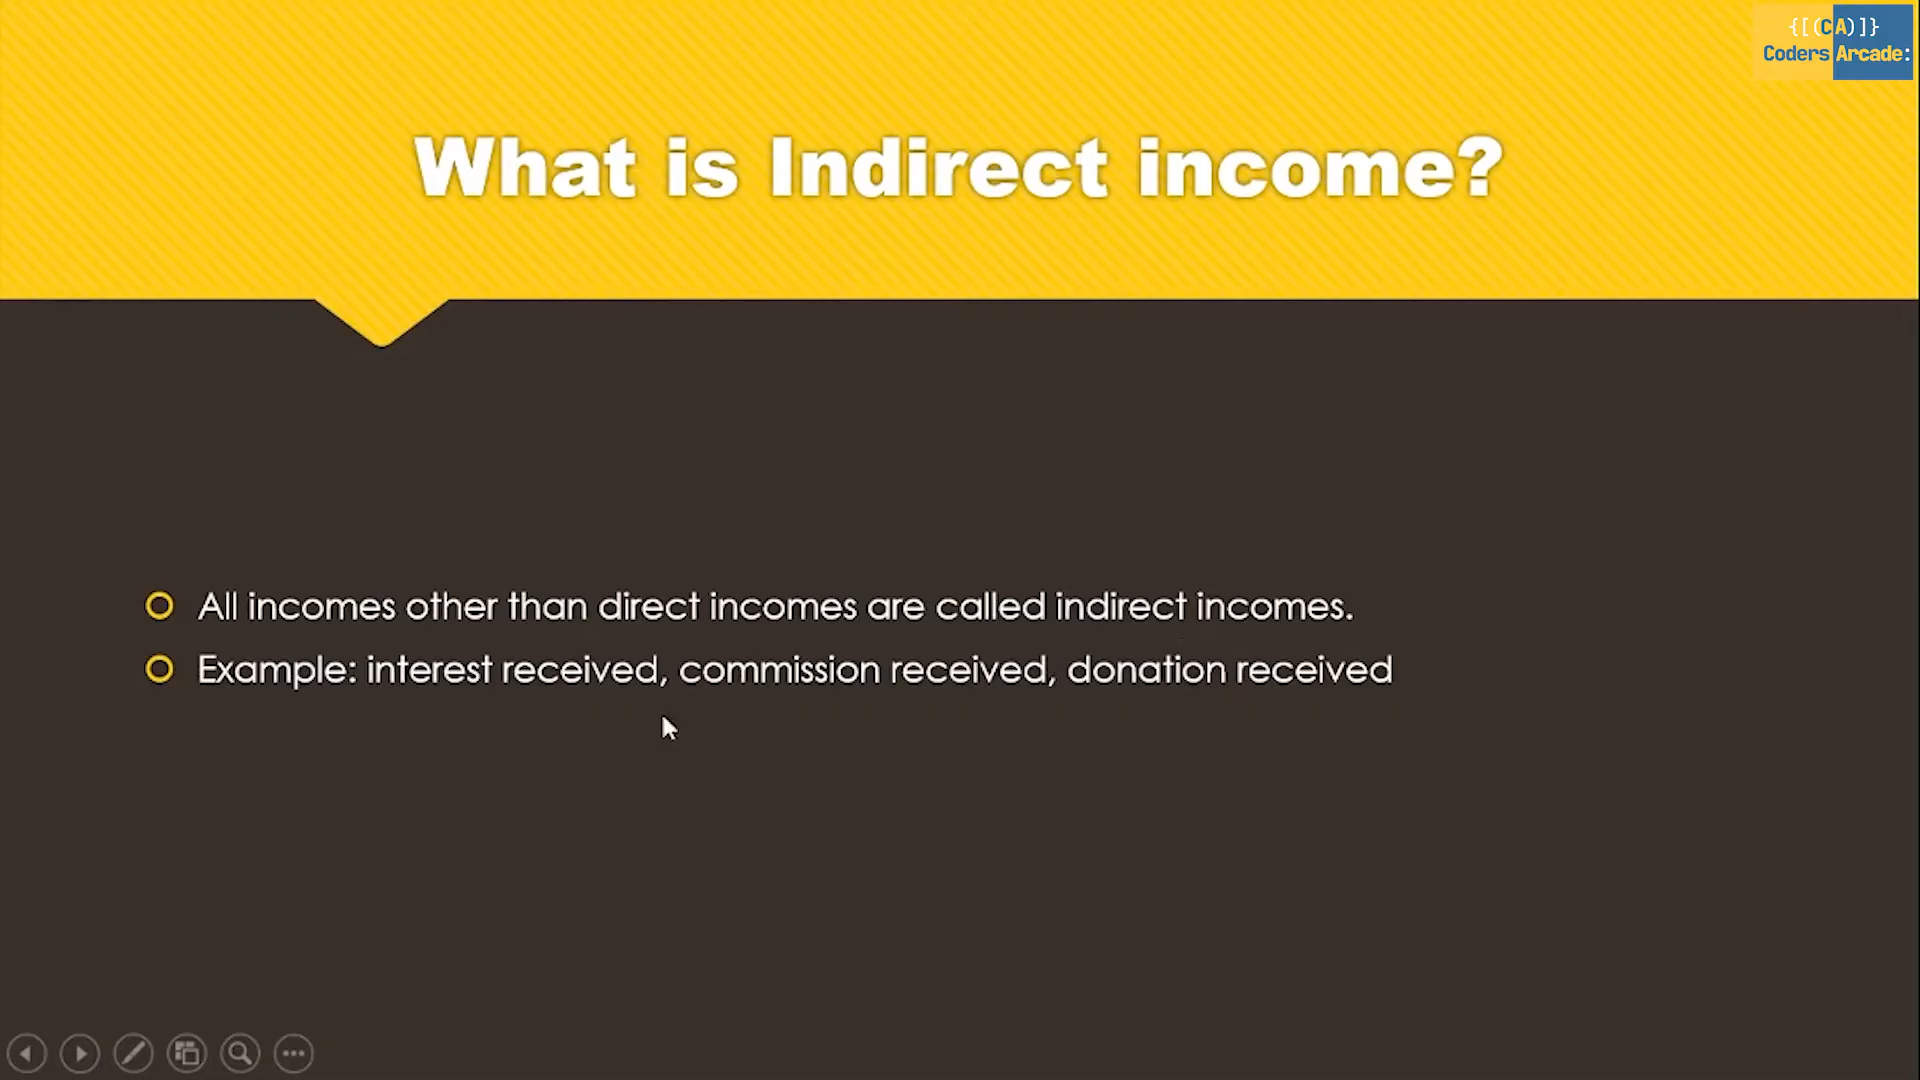 {[(CA)]}
Coders Arcade:
What is Indirect income?
All incomes other than direct incomes are called indirect incomes.
Example: interest received, commission received, donation received